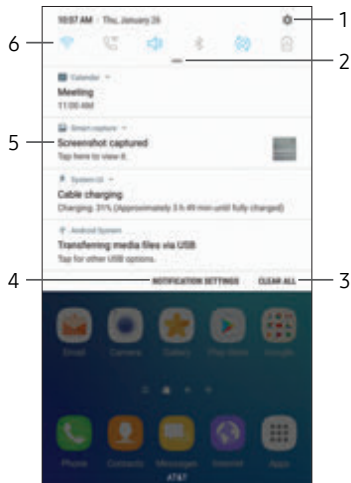 10:07 AM Thu, January 26
1
6
2
Calendar
Meeting
11:00 AM
Smart capture
5
Screenshot captured
Tap here to view it.
System UI
Cable charging
Charging: 31% (Approximately 3 h 49 min until fully charged)
Android System
Transferring media files via USB
Tap for other USB options.
4
NOTIFICATION SETTINGS CLEAR ALL
3
Email Camera Gallery Play Store Google
Phone Contacts Messages Internet Apps
AT&T